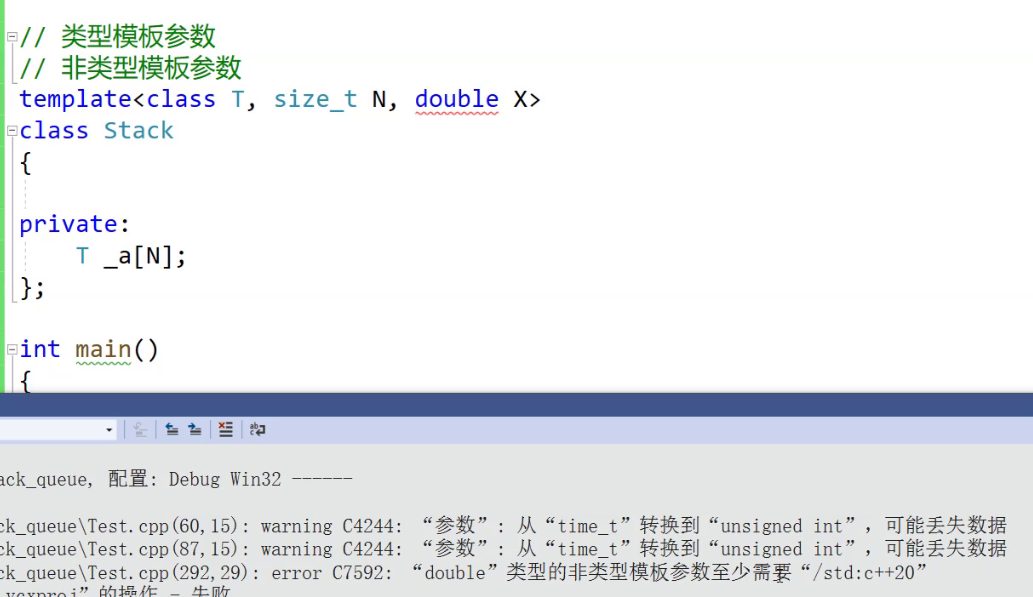 // 类型模板参数
// 非类型模板参数
template<class T, size_t N, double X>
class Stack
{
private:
T _a[N];
};
int main()
{
ack_queue, 配置: Debug Win32 ------
ck_queue\Test.cpp(60,15): warning C4244: “参数”: 从“time_t”转换到“unsigned int”，可能丢失数据
ck_queue\Test.cpp(87,15): warning C4244: “参数”: 从“time_t”转换到“unsigned int”，可能丢失数据
ck_queue\Test.cpp(292,29): error C7592: “double”类型的非类型模板参数至少需要“/std:c++20”
.vcxproj”的操作 - 失败